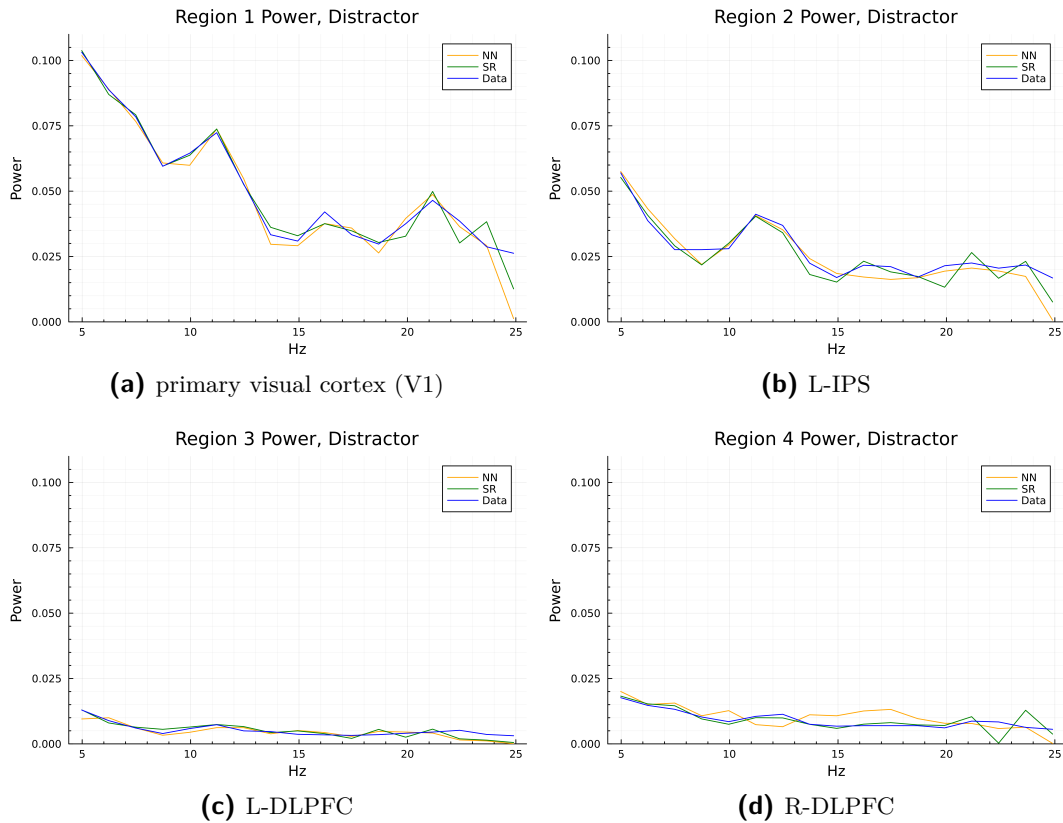 Region 1 Power, Distractor
Power
0.100
0.075
0.050
0.025
0.000
NN
SR
Data
5
10
15
20
25
Hz
(a) primary visual cortex (V1)
Region 2 Power, Distractor
Power
0.100
0.075
0.050
0.025
0.000
NN
SR
Data
5
10
15
20
25
Hz
(b) L-IPS
Region 3 Power, Distractor
Power
0.100
0.075
0.050
0.025
0.000
NN
SR
Data
5
10
15
20
25
Hz
(c) L-DLPFC
Region 4 Power, Distractor
Power
0.100
0.075
0.050
0.025
0.000
NN
SR
Data
5
10
15
20
25
Hz
(d) R-DLPFC